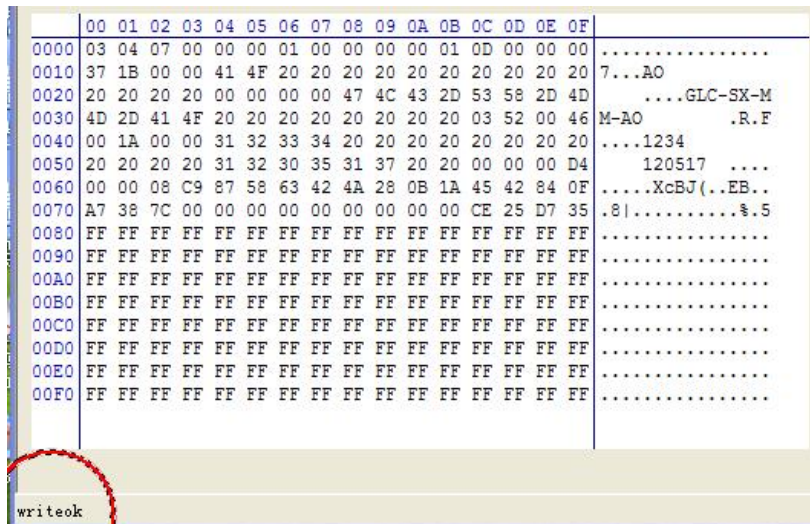 00 01 02 03 04 05 06 07 08 09 0A 0B 0C 0D 0E 0F
0000 03 04 07 00 00 00 01 00 00 00 00 01 0D 00 00 00 ................
0010 37 1B 00 00 41 4F 20 20 20 20 20 20 20 20 20 20 7...AO
0020 20 20 20 20 00 00 00 00 47 4C 43 2D 53 58 2D 4D ....GLC-SX-M
0030 4D 2D 41 4F 20 20 20 20 20 20 20 20 03 52 00 46 M-AO .R.F
0040 00 1A 00 00 31 32 33 34 20 20 20 20 20 20 20 20 ....1234
0050 20 20 20 20 31 32 30 35 31 37 20 20 00 00 00 D4 120517 ....
0060 00 00 08 C9 87 58 63 42 4A 28 0B 1A 45 42 84 0F .....XcBJ(..EB..
0070 A7 38 7C 00 00 00 00 00 00 00 00 00 CE 25 D7 35 .8|..........%.5
0080 FF FF FF FF FF FF FF FF FF FF FF FF FF FF FF FF ................
0090 FF FF FF FF FF FF FF FF FF FF FF FF FF FF FF FF ................
00A0 FF FF FF FF FF FF FF FF FF FF FF FF FF FF FF FF ................
00B0 FF FF FF FF FF FF FF FF FF FF FF FF FF FF FF FF ................
00C0 FF FF FF FF FF FF FF FF FF FF FF FF FF FF FF FF ................
00D0 FF FF FF FF FF FF FF FF FF FF FF FF FF FF FF FF ................
00E0 FF FF FF FF FF FF FF FF FF FF FF FF FF FF FF FF ................
00F0 FF FF FF FF FF FF FF FF FF FF FF FF FF FF FF FF ................
writeok